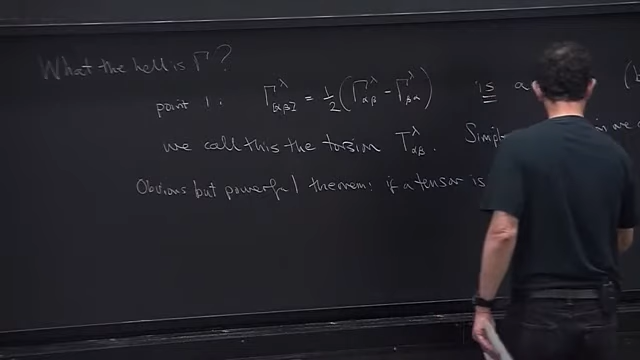 What the hell is Γ?
point 1: Γ^λ_[αβ] = 1/2 (Γ^λ_αβ - Γ^λ_βα) is a (b
we call this the torsion T^λ_αβ. Simpl are
Obvious but powerful theorem: if a tensor is